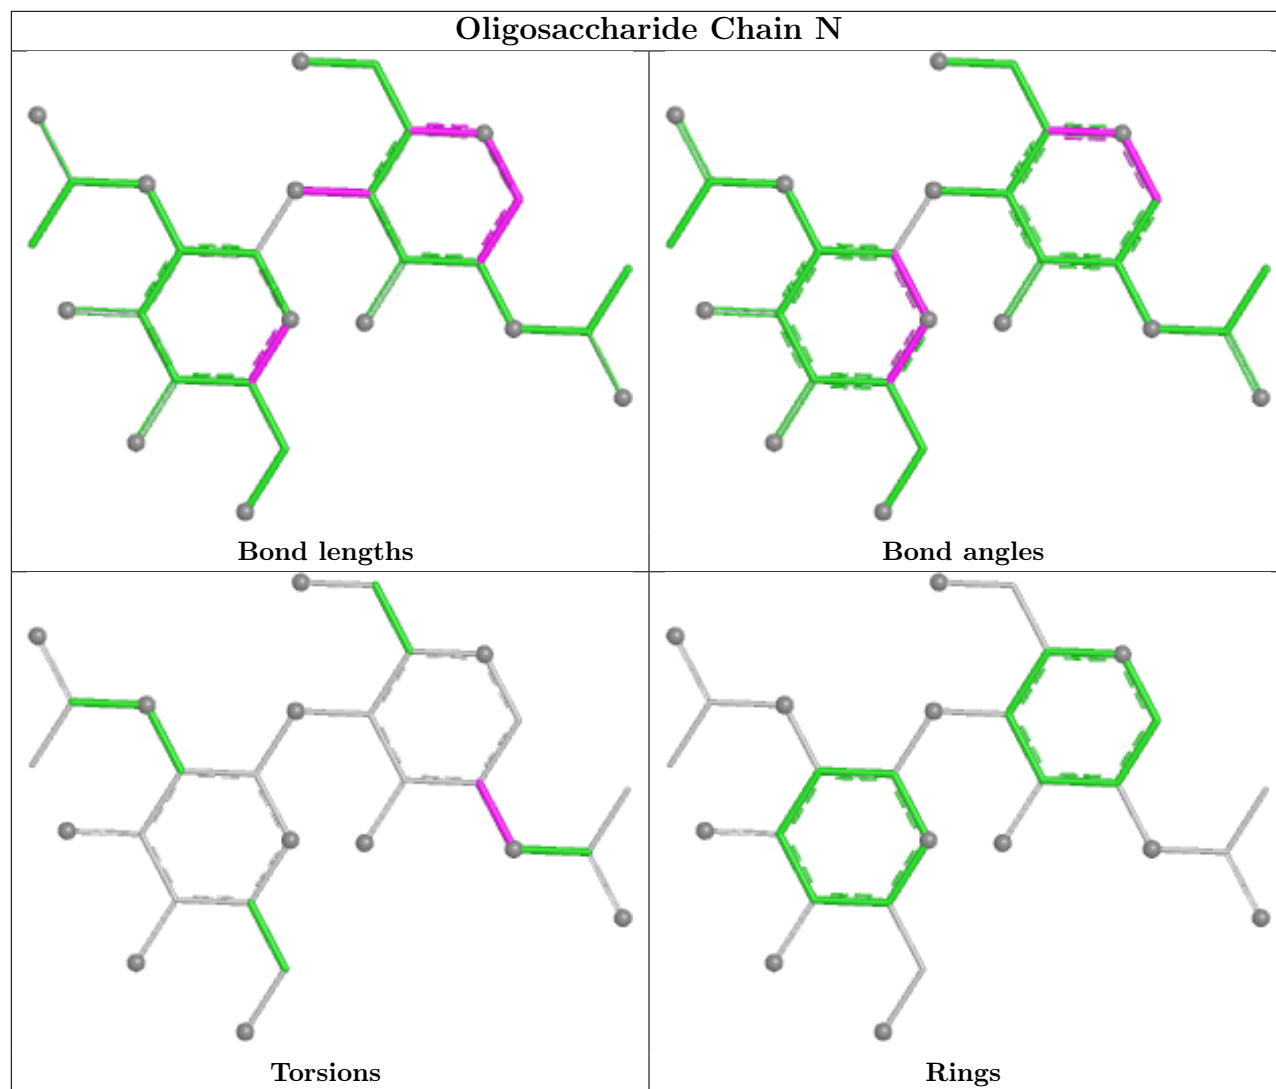 Oligosaccharide Chain N
Bond lengths
Bond angles
Torsions
Rings